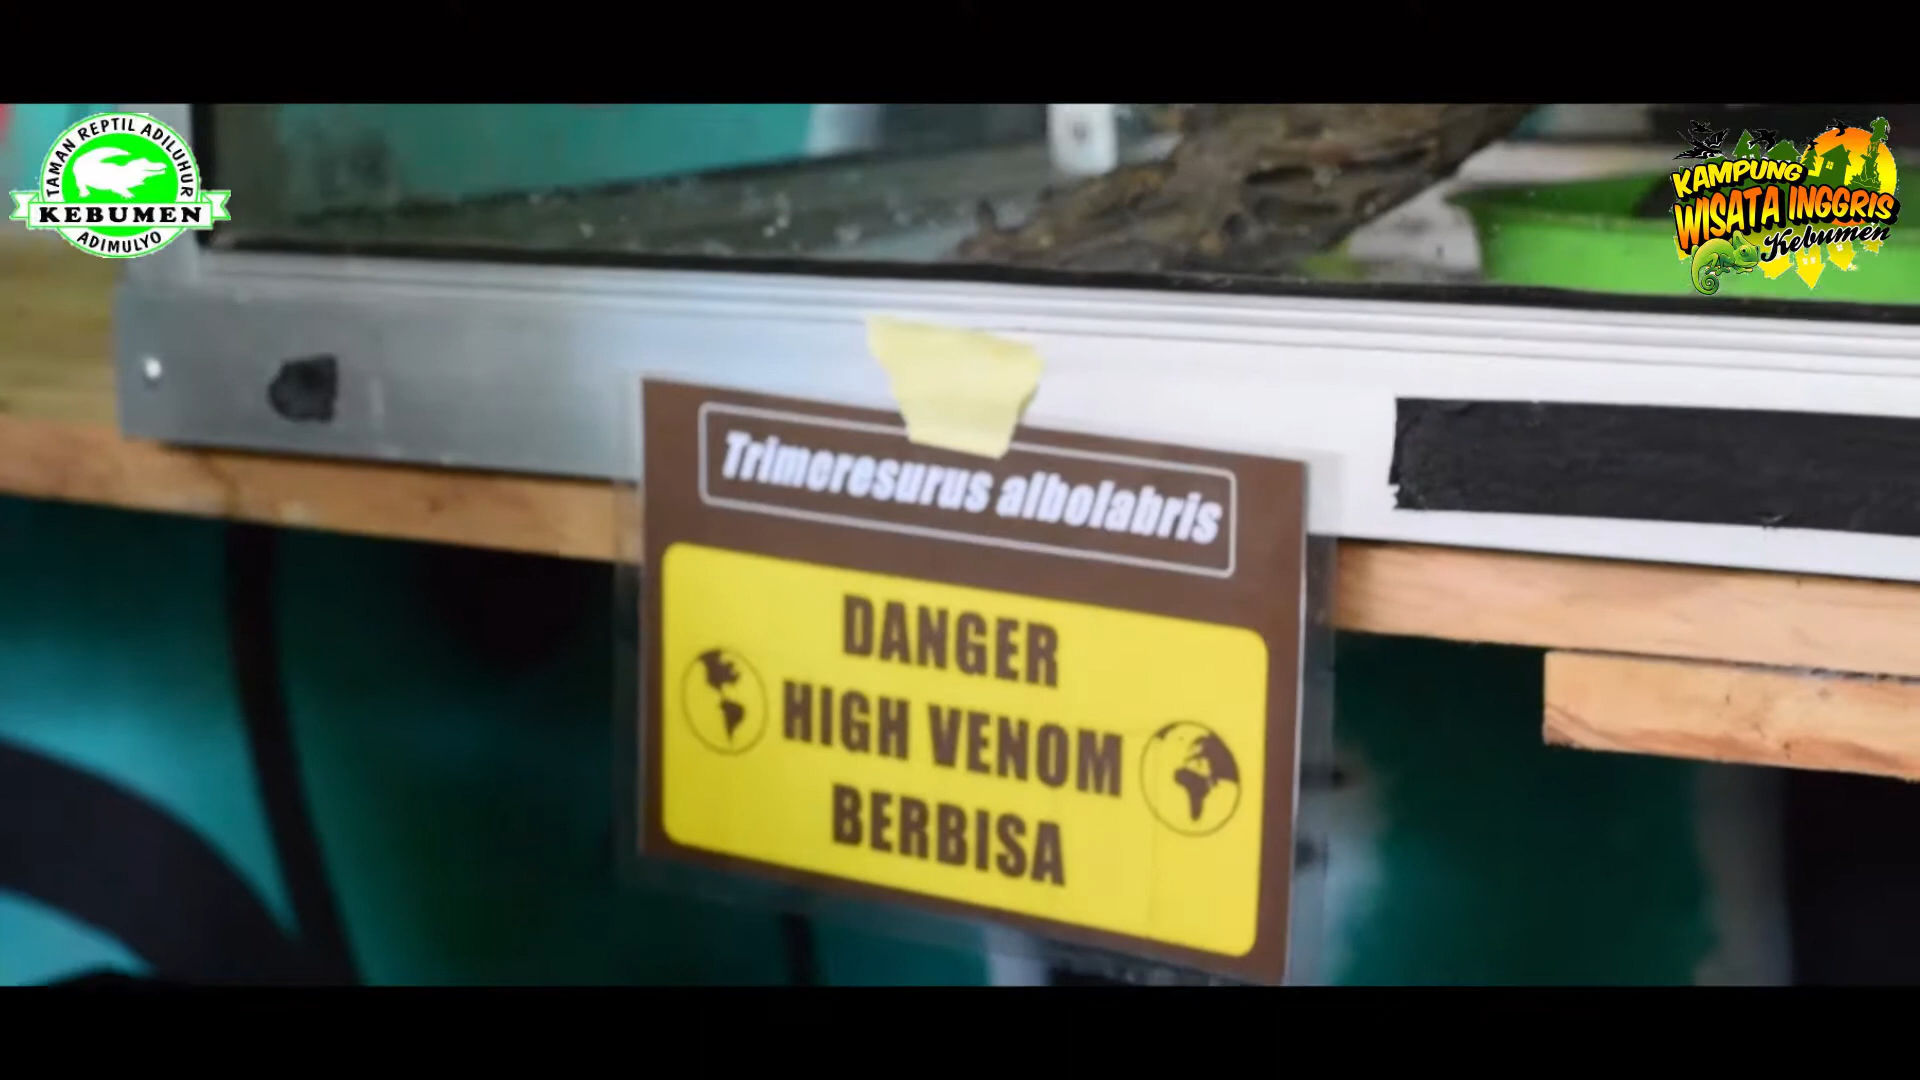 TAMAN REPTIL ADILUHUR
KEBUMEN
ADIMULYO
KAMPUNG
WISATA INGGRIS
Kebumen
Trimeresurus albolabris
DANGER
HIGH VENOM
BERBISA